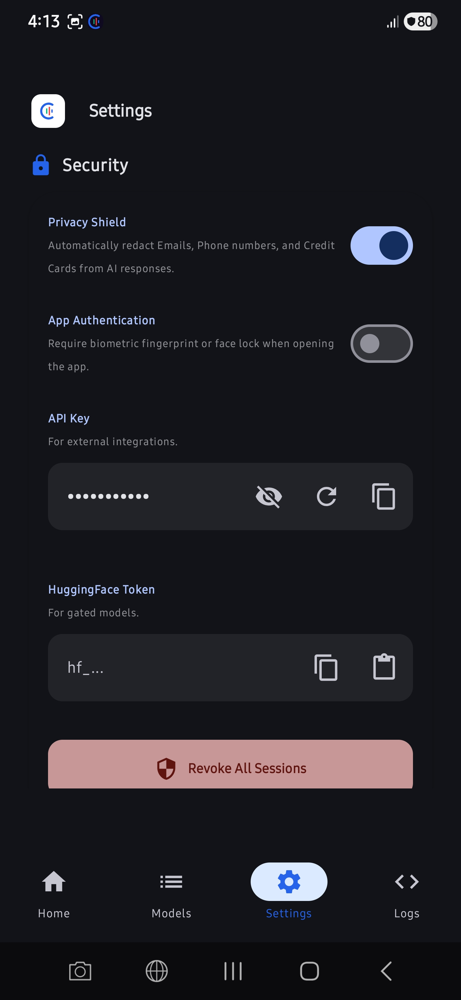 4:13
80
Settings
Security
Privacy Shield
Automatically redact Emails, Phone numbers, and Credit
Cards from AI responses.
App Authentication
Require biometric fingerprint or face lock when opening
the app.
API Key
For external integrations.
•••••••••••
HuggingFace Token
For gated models.
hf_...
Revoke All Sessions
Home
Models
Settings
Logs